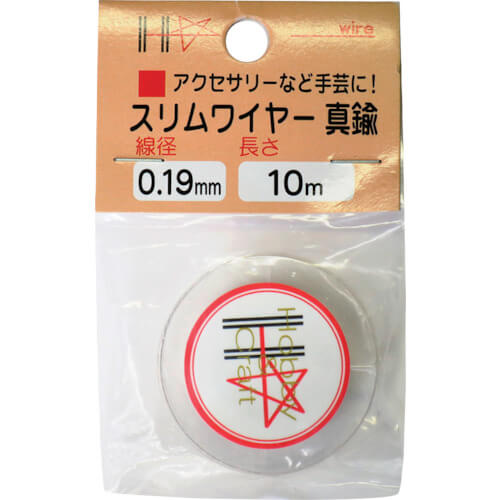 wire
アクセサリーなど手芸に!
スリムワイヤー 真鍮
線径 長さ
0.19mm 10m
Hobby
Craft